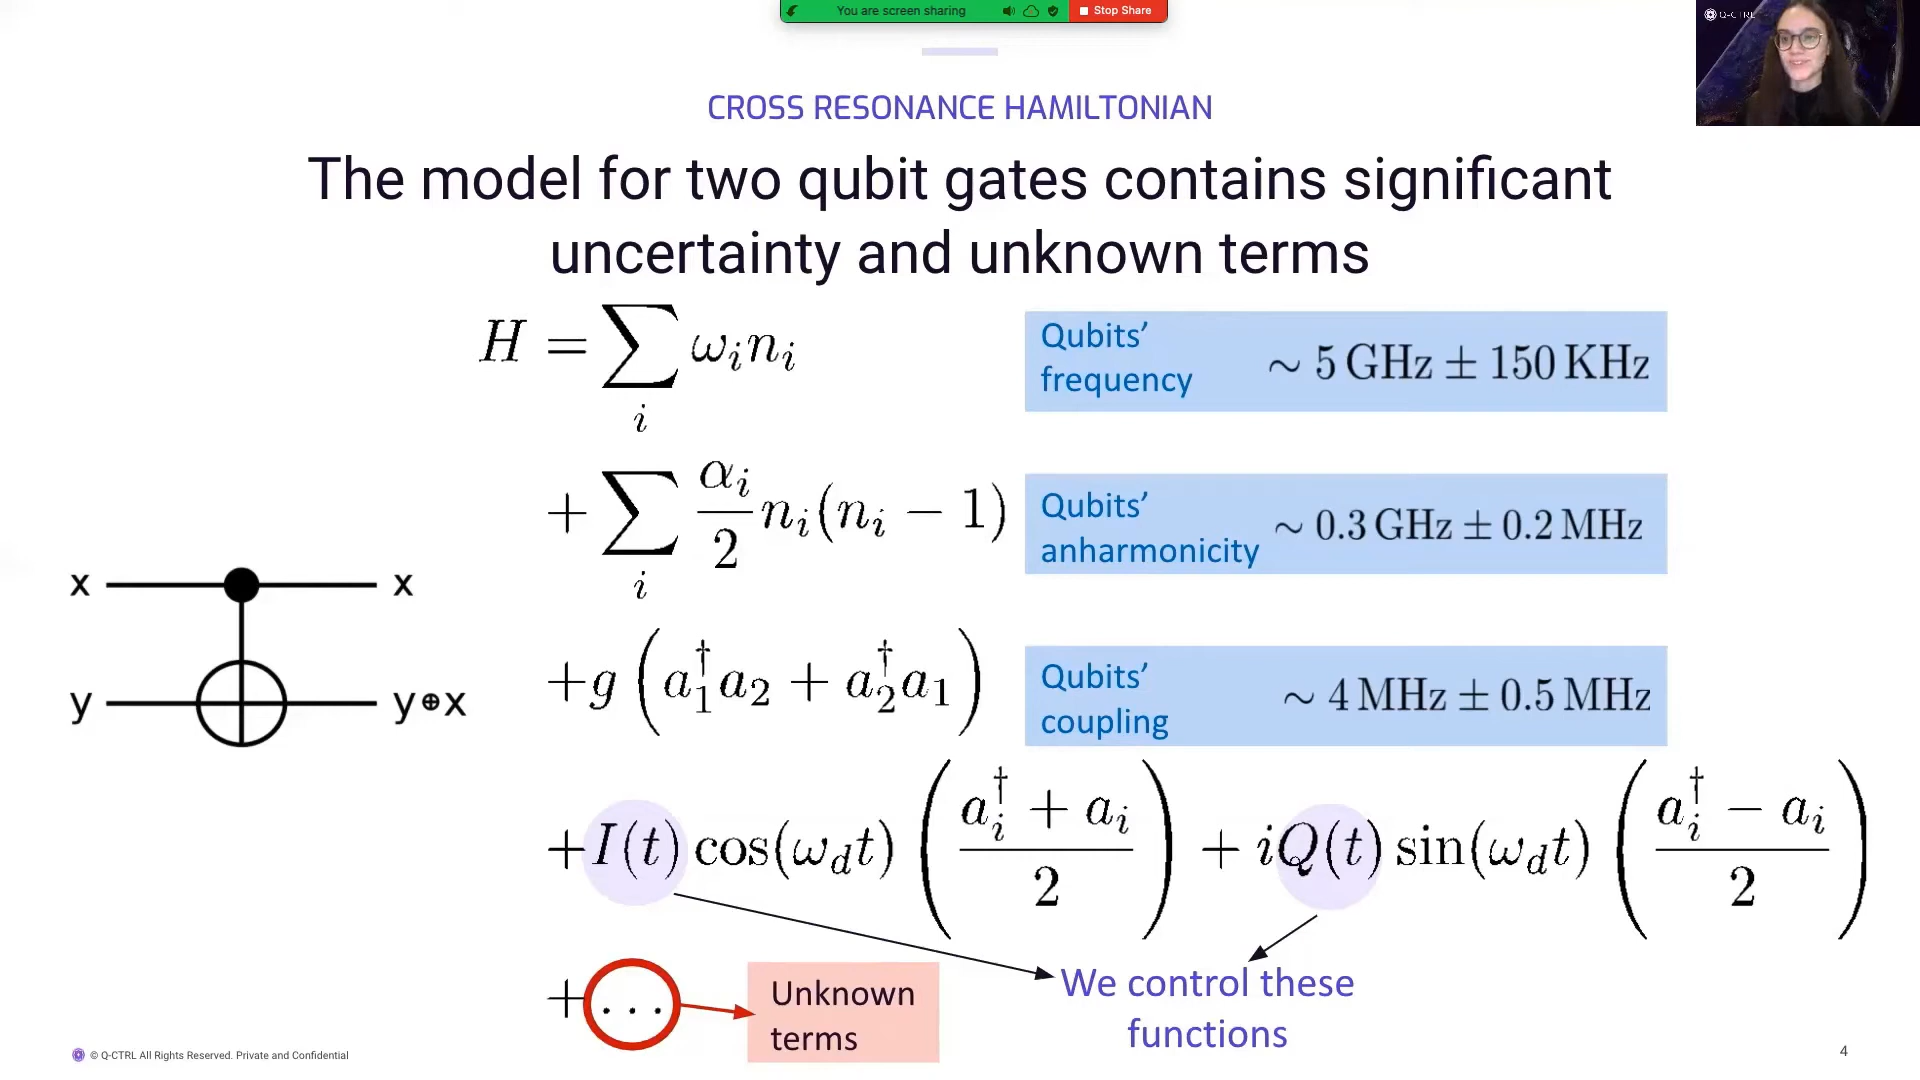 You are screen sharing
Stop Share
Q-CTRL
CROSS RESONANCE HAMILTONIAN
The model for two qubit gates contains significant
uncertainty and unknown terms
H = ∑_i ω_i n_i
Qubits’
frequency
∼ 5 GHz ± 150 KHz
+ ∑_i α_i/2 n_i(n_i − 1)
Qubits’
anharmonicity
∼ 0.3 GHz ± 0.2 MHz
+g (a_1^† a_2 + a_2^† a_1)
Qubits’
coupling
∼ 4 MHz ± 0.5 MHz
x x
y y⊕x
+I(t) cos(ω_d t) ((a_i^† + a_i)/2) + iQ(t) sin(ω_d t) ((a_i^† − a_i)/2)
+ ...
Unknown
terms
We control these
functions
© Q-CTRL All Rights Reserved. Private and Confidential
4